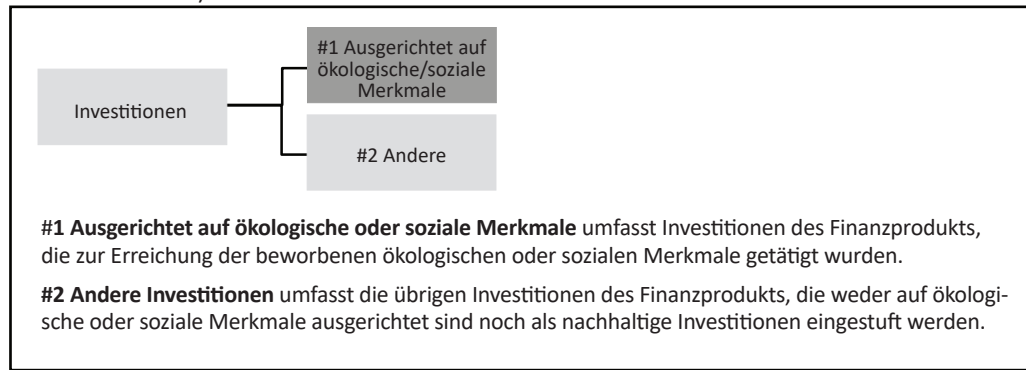 #1 Ausgerichtet auf
ökologische/soziale
Merkmale
Investitionen
#2 Andere
#1 Ausgerichtet auf ökologische oder soziale Merkmale umfasst Investitionen des Finanzprodukts,
die zur Erreichung der beworbenen ökologischen oder sozialen Merkmale getätigt wurden.
#2 Andere Investitionen umfasst die übrigen Investitionen des Finanzprodukts, die weder auf ökologi-
sche oder soziale Merkmale ausgerichtet sind noch als nachhaltige Investitionen eingestuft werden.